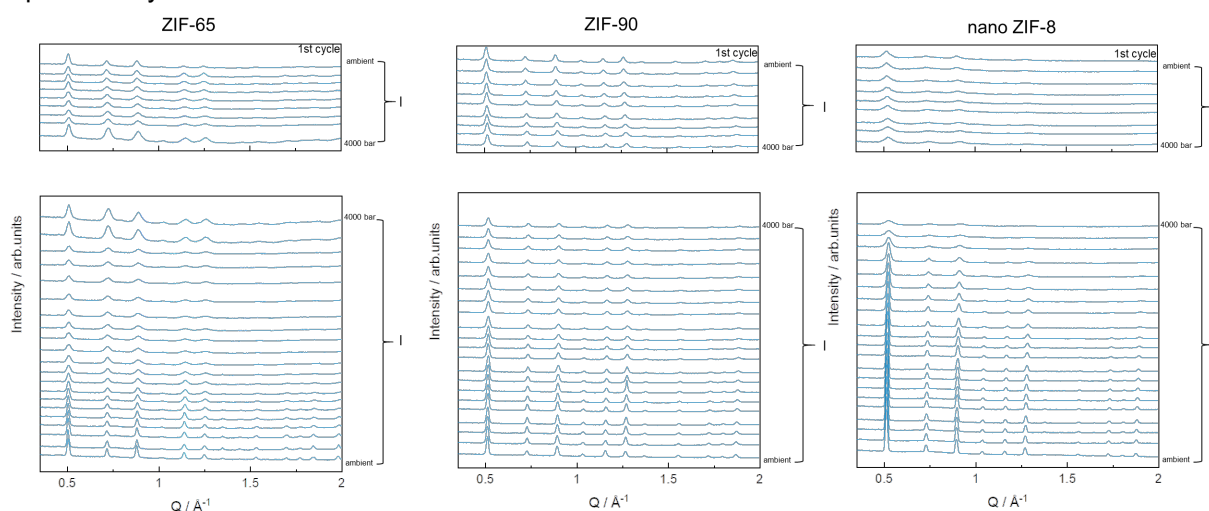 ZIF-65
1st cycle
ambient
I
4000 bar
4000 bar
I
ambient
Intensity / arb.units
0.5
1
1.5
2
Q / Å-1
ZIF-90
1st cycle
ambient
I
4000 bar
4000 bar
I
ambient
Intensity / arb.units
0.5
1
1.5
2
Q / Å-1
nano ZIF-8
1st cycle
ambient
4000 bar
4000 bar
ambient
Intensity / arb.units
0.5
1
1.5
2
Q / Å-1